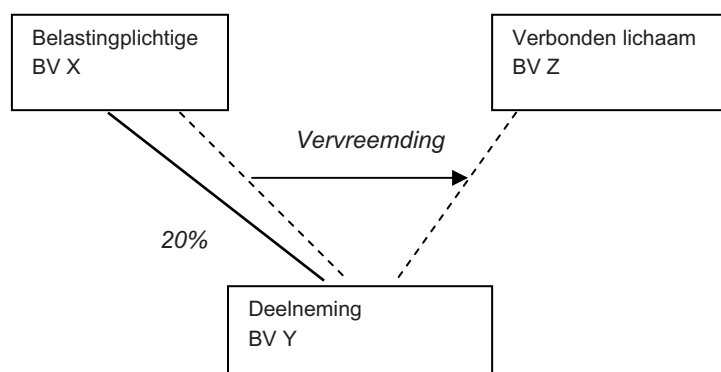 Belastingplichtige
BV X
Verbonden lichaam
BV Z
Vervreemding
20%
Deelneming
BV Y